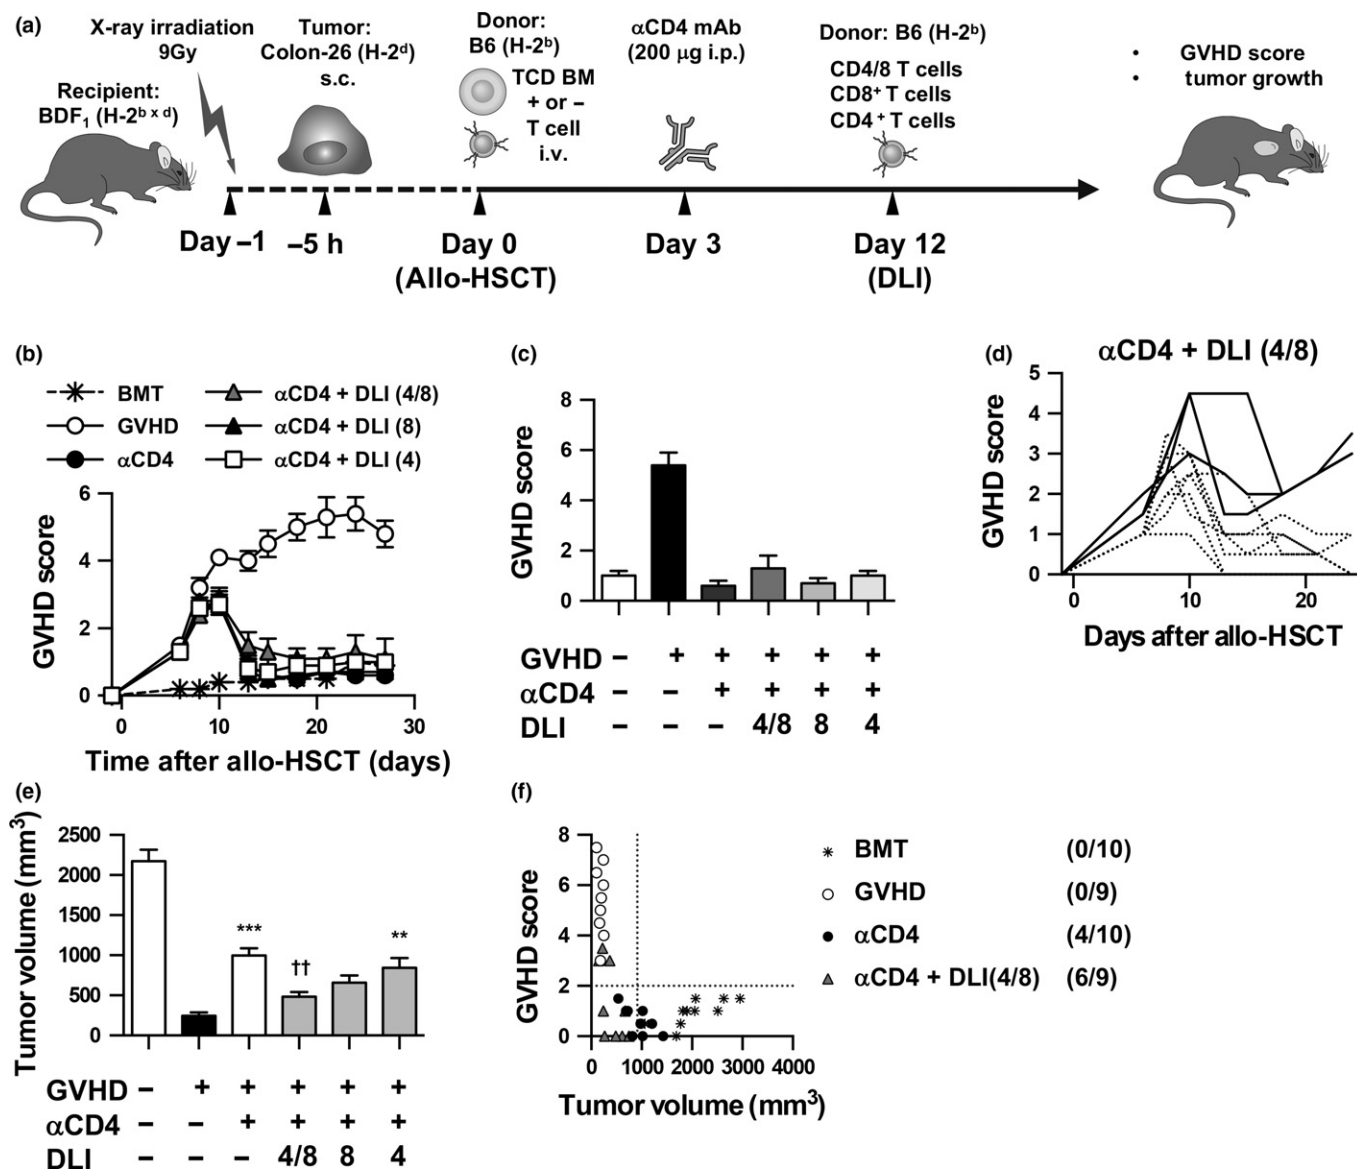 (a)
X-ray irradiation
9Gy
Tumor:
Colon-26 (H-2ᵈ)
s.c.
Donor:
B6 (H-2ᵇ)
TCD BM
+ or –
T cell
i.v.
αCD4 mAb
(200 μg i.p.)
Donor: B6 (H-2ᵇ)
CD4/8 T cells
CD8⁺ T cells
CD4⁺ T cells
• GVHD score
• tumor growth
Recipient:
BDF₁ (H-2ᵇ ˣ ᵈ)
Day –1
–5 h
Day 0
(Allo-HSCT)
Day 3
Day 12
(DLI)
(b)
BMT
GVHD
αCD4
αCD4 + DLI (4/8)
αCD4 + DLI (8)
αCD4 + DLI (4)
GVHD score
6
4
2
0
0 10 20 30
Time after allo-HSCT (days)
(c)
GVHD score
8
6
4
2
0
GVHD – + + + + +
αCD4 – – + + + +
DLI – – – 4/8 8 4
(d)
αCD4 + DLI (4/8)
GVHD score
5
4
3
2
1
0
0 10 20
Days after allo-HSCT
(e)
Tumor volume (mm³)
2500
2000
1500
1000
500
0
*** †† **
GVHD – + + + + +
αCD4 – – + + + +
DLI – – – 4/8 8 4
(f)
GVHD score
8
6
4
2
0
0 1000 2000 3000 4000
Tumor volume (mm³)
BMT (0/10)
GVHD (0/9)
αCD4 (4/10)
αCD4 + DLI(4/8) (6/9)